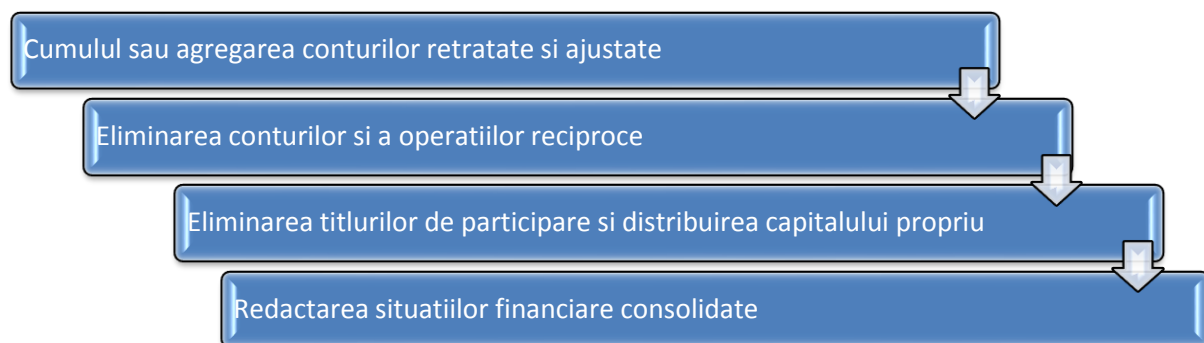 Cumulul sau agregarea conturilor retratate si ajustate
Eliminarea conturilor si a operatiilor reciproce
Eliminarea titlurilor de participare si distribuirea capitalului propriu
Redactarea situatiilor financiare consolidate